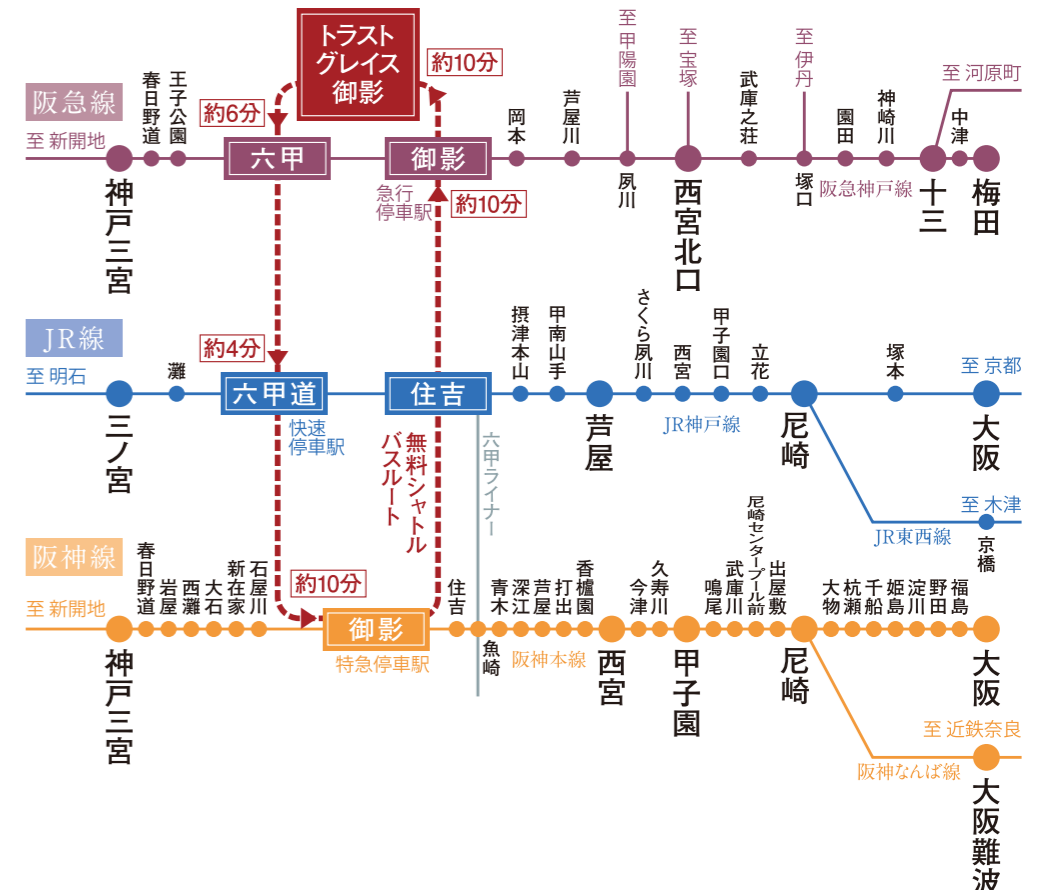 トラスト
グレイス
御影
約10分
約6分
阪急線
至 新開地
神戸三宮
春日野道
王子公園
六甲
御影
急行
停車駅
約10分
岡本
芦屋川
至 甲陽園
夙川
至 宝塚
西宮北口
武庫之荘
至 伊丹
塚口
園田
神崎川
阪急神戸線
十三
至 河原町
中津
梅田
JR線
至 明石
三ノ宮
灘
約4分
六甲道
快速
停車駅
住吉
摂津本山
甲南山手
芦屋
さくら夙川
西宮
甲子園口
立花
JR神戸線
尼崎
塚本
至 京都
大阪
至 木津
JR東西線
京橋
無料シャトル
バスルート
六甲ライナー
阪神線
至 新開地
神戸三宮
春日野道
岩屋
西灘
大石
新在家
石屋川
約10分
御影
特急停車駅
住吉
魚崎
青木
深江
芦屋
打出
香櫨園
阪神本線
西宮
今津
久寿川
甲子園
鳴尾
武庫川
尼崎センタープール前
出屋敷
尼崎
大物
杭瀬
千船
姫島
淀川
野田
福島
大阪
至 近鉄奈良
阪神なんば線
大阪難波